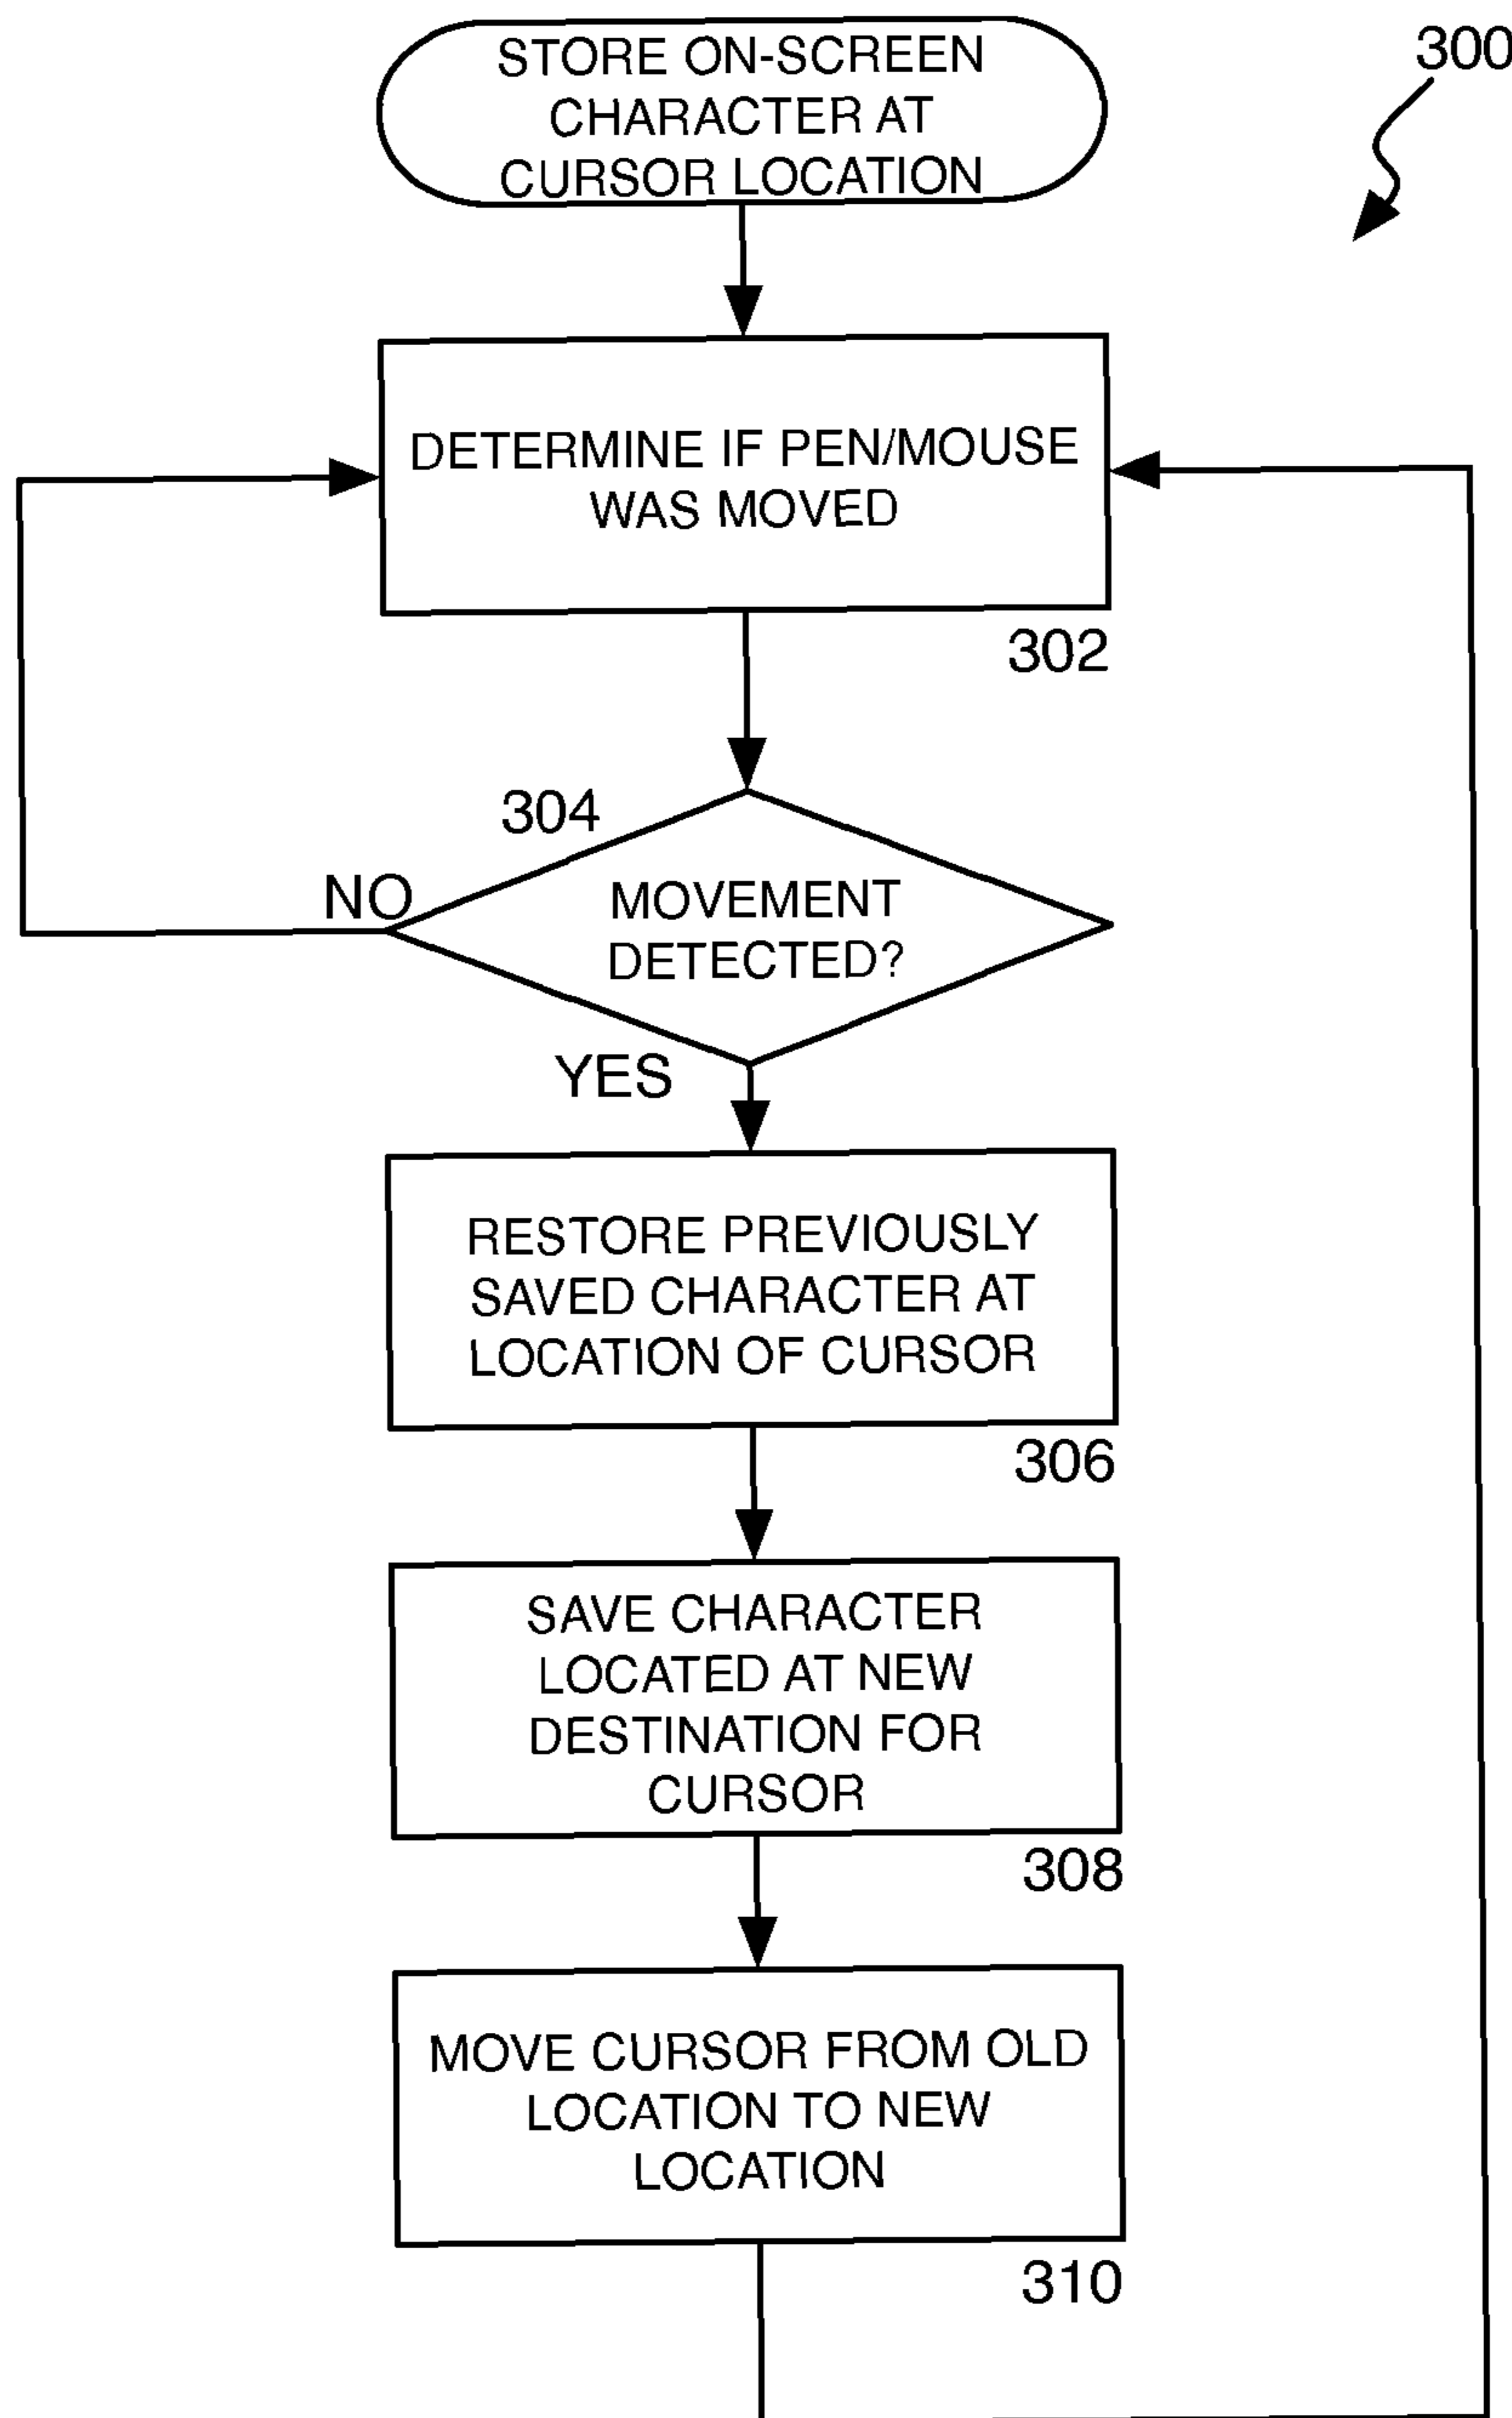 STORE ON-SCREEN
CHARACTER AT
CURSOR LOCATION
300
DETERMINE IF PEN/MOUSE
WAS MOVED
302
304
NO
MOVEMENT
DETECTED?
YES
RESTORE PREVIOUSLY
SAVED CHARACTER AT
LOCATION OF CURSOR
306
SAVE CHARACTER
LOCATED AT NEW
DESTINATION FOR
CURSOR
308
MOVE CURSOR FROM OLD
LOCATION TO NEW
LOCATION
310